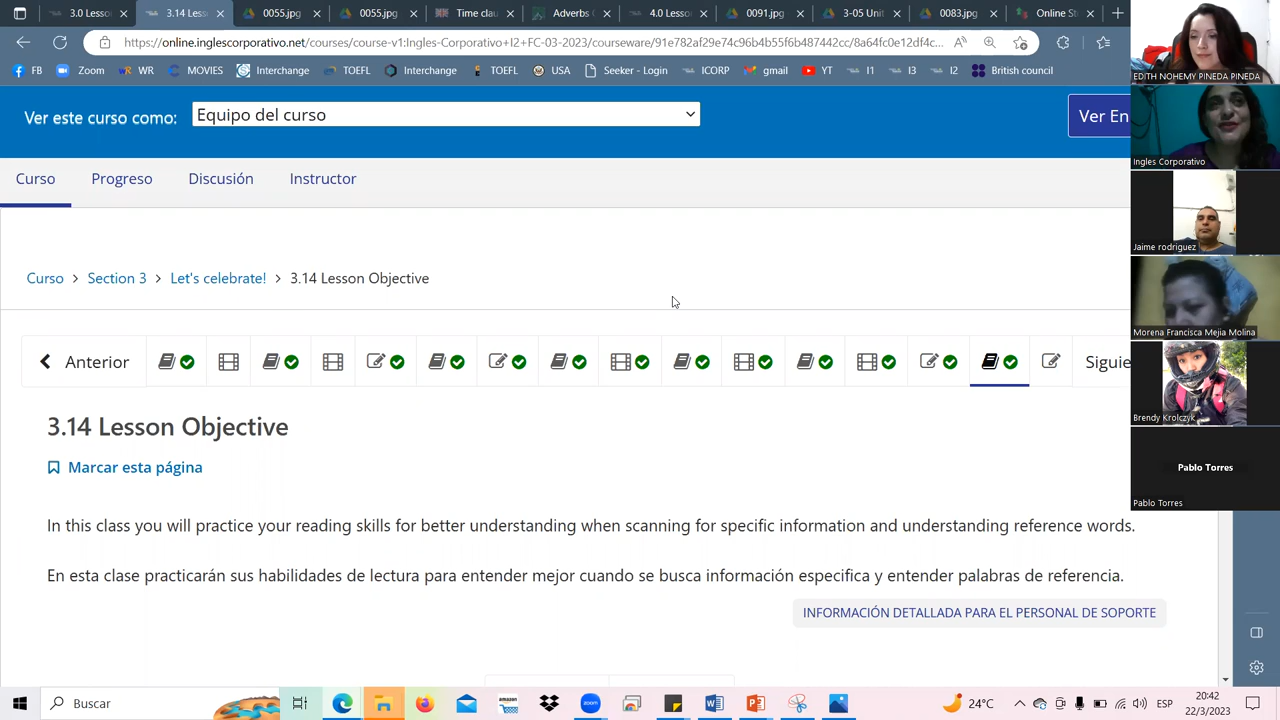 3.0 Lesso
3.14 Lesso
0055.jpg
0055.jpg
Time clau
Adverbs
4.0 Lesso
0091.jpg
3-05 Unit
0083.jpg
Online St
https://online.inglescorporativo.net/courses/course-v1:Ingles-Corporativo+I2+FC-03-2023/courseware/91e782af29e74c96b4b55f6b487442cc/8a64fc0e12df4c...
FB
Zoom
WR
MOVIES
Interchange
TOEFL
Interchange
TOEFL
USA
Seeker - Login
ICORP
gmail
YT
I1
I3
I2
British council
Ver este curso como:
Equipo del curso
Ver En
Curso
Progreso
Discusión
Instructor
Curso > Section 3 > Let's celebrate! > 3.14 Lesson Objective
Anterior
Siguie
3.14 Lesson Objective
Marcar esta página
In this class you will practice your reading skills for better understanding when scanning for specific information and understanding reference words.
En esta clase practicarán sus habilidades de lectura para entender mejor cuando se busca información especifica y entender palabras de referencia.
INFORMACIÓN DETALLADA PARA EL PERSONAL DE SOPORTE
EDITH NOHEMY PINEDA PINEDA
Ingles Corporativo
Jaime rodriguez
Morena Francisca Mejia Molina
Brendy Krolczyk
Pablo Torres
Pablo Torres
Buscar
24°C
ESP
20:42
22/3/2023